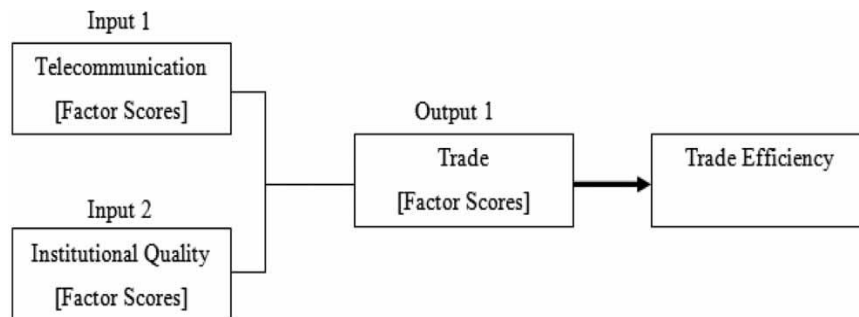 Input 1
Telecommunication
[Factor Scores]
Input 2
Institutional Quality
[Factor Scores]
Output 1
Trade
[Factor Scores]
Trade Efficiency